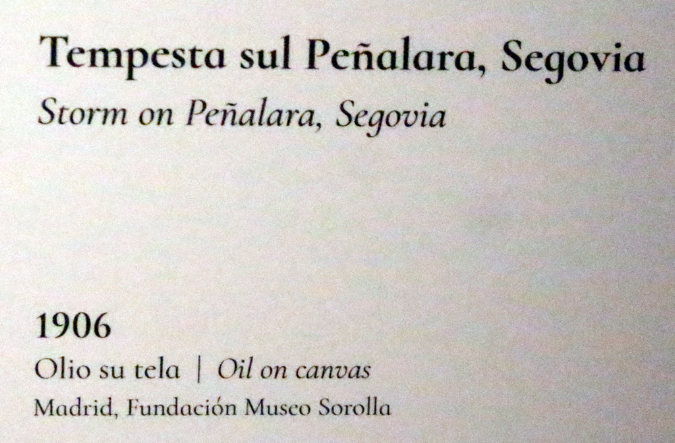 Tempesta sul Peñalara, Segovia
Storm on Peñalara, Segovia
1906
Olio su tela | Oil on canvas
Madrid, Fundación Museo Sorolla